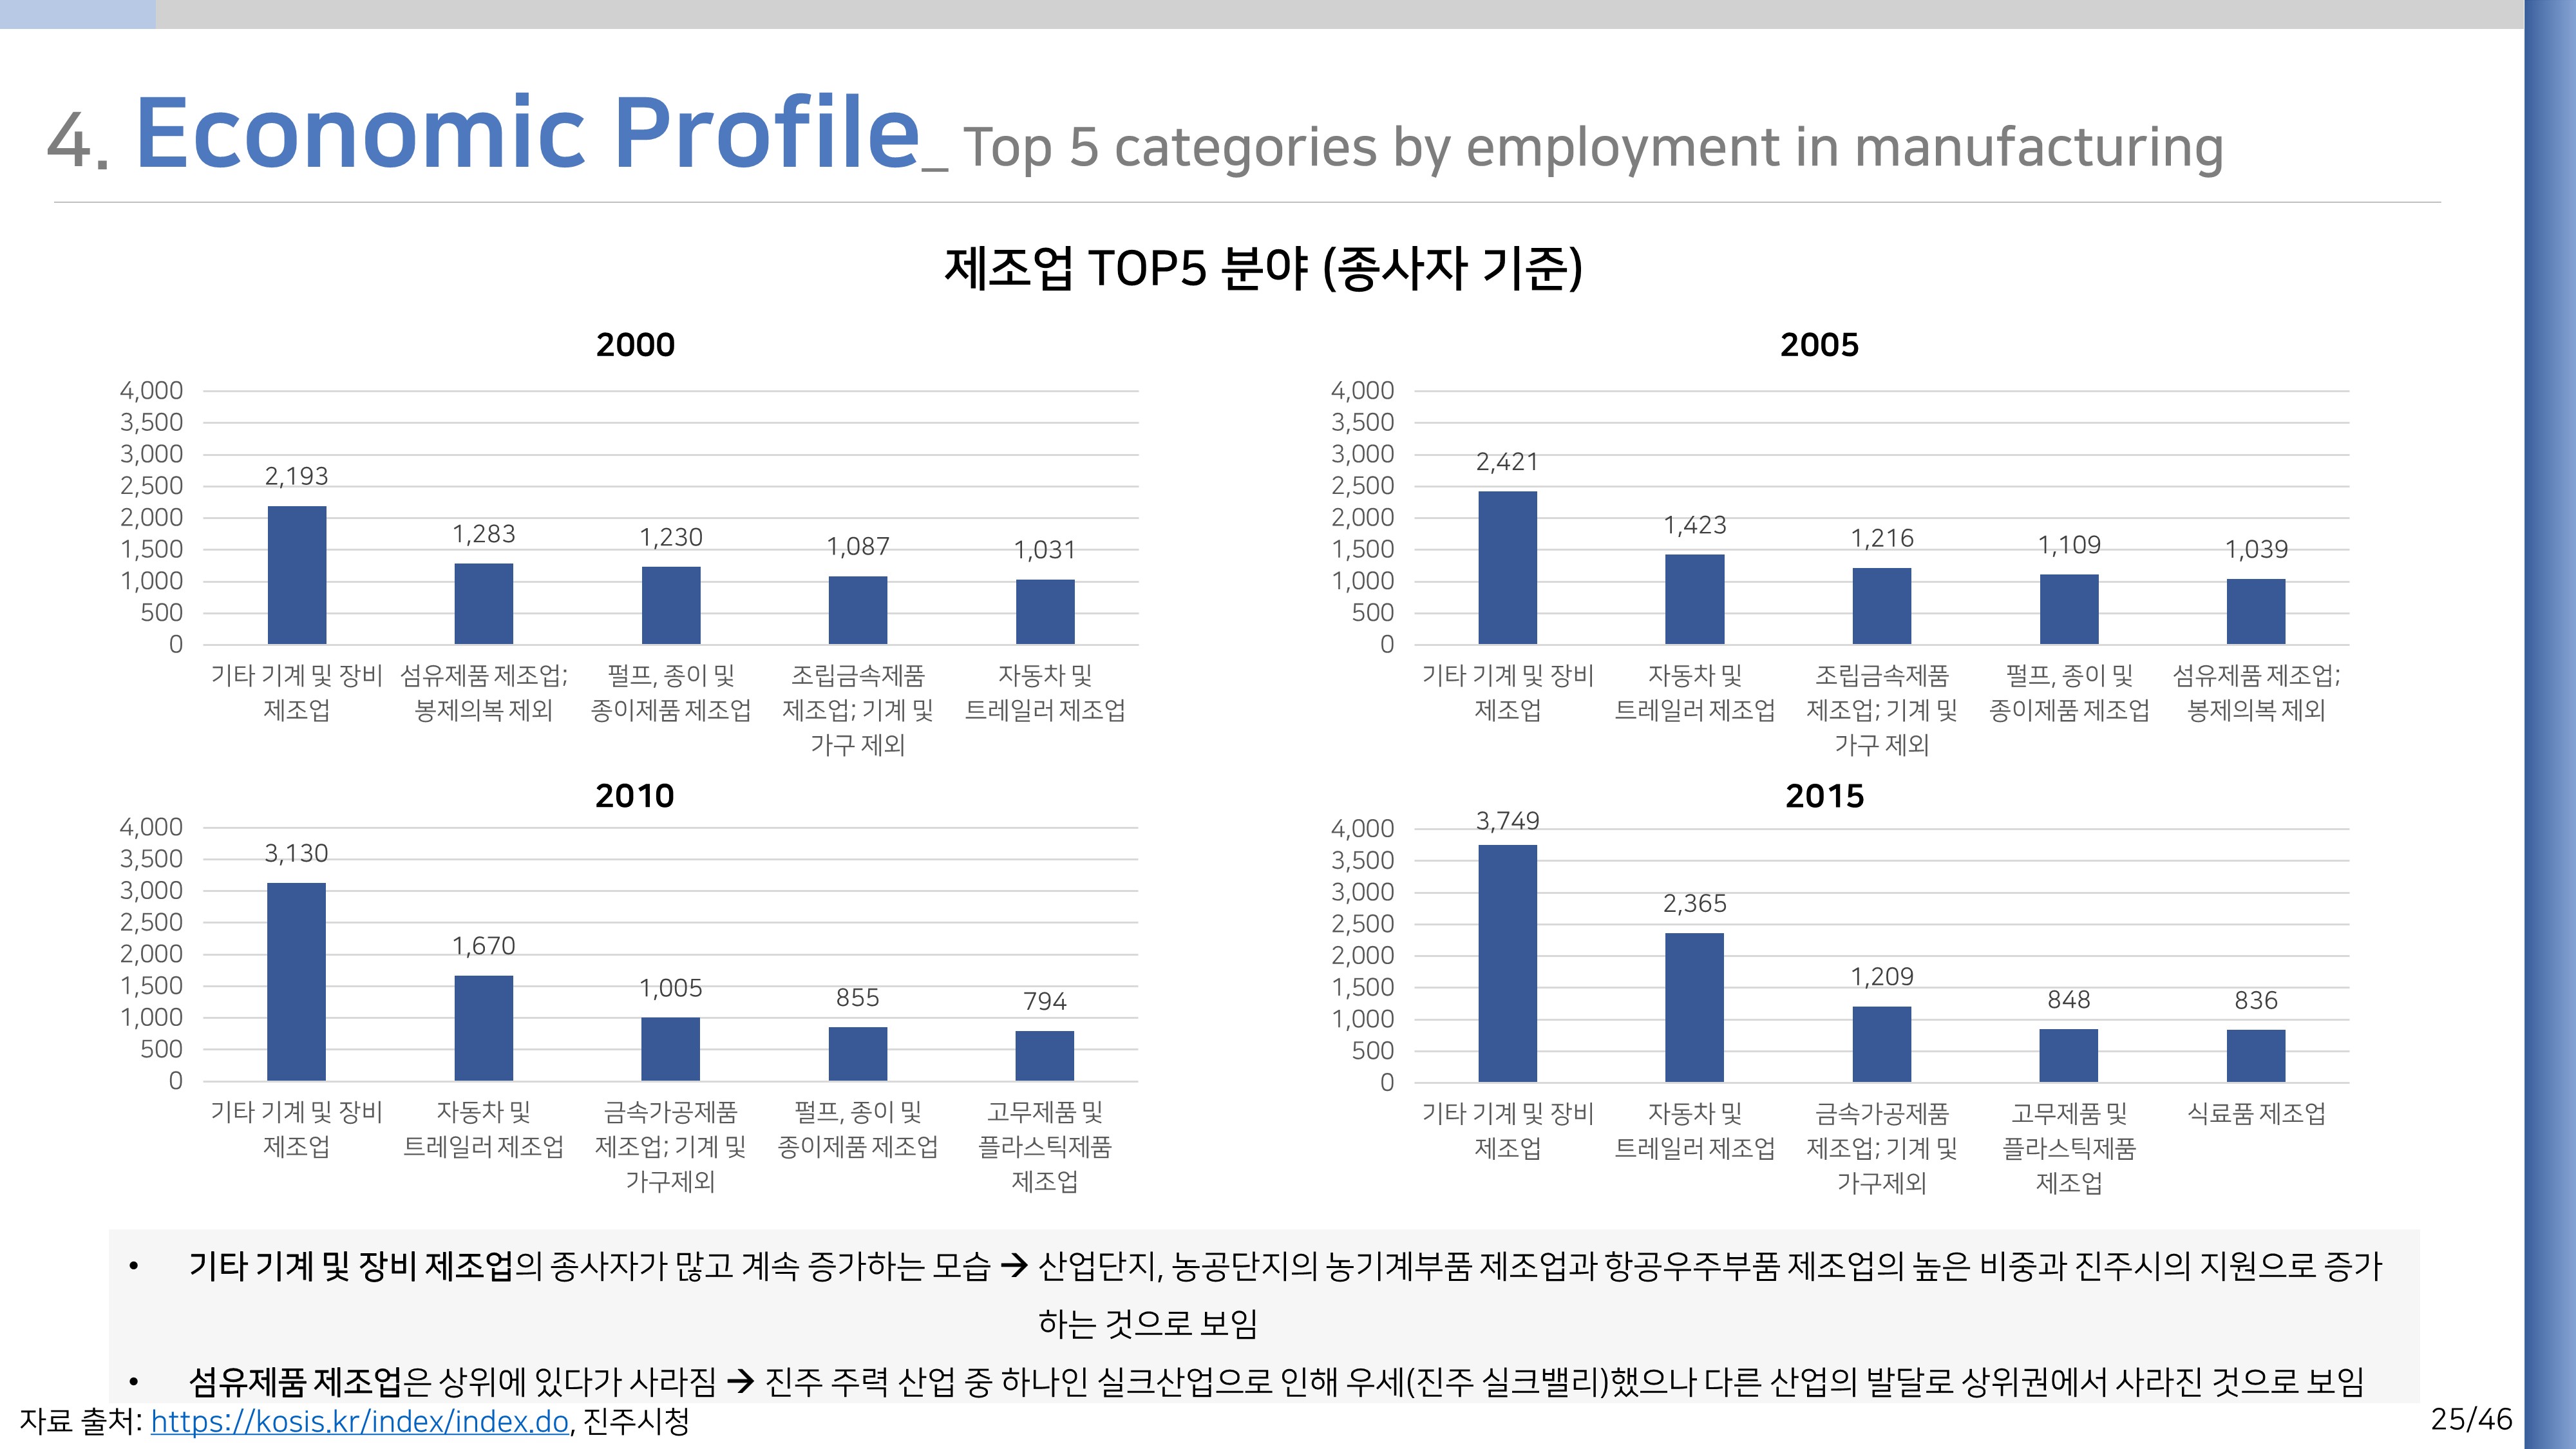 4. Economic Profile_ Top 5 categories by employment in manufacturing
제조업 TOP5 분야 (종사자 기준)
2000
4,000
3,500
3,000
2,500
2,000
1,500
1,000
500
0
2,193
1,283
1,230
1,087
1,031
기타 기계 및 장비
제조업
섬유제품 제조업;
봉제의복 제외
펄프, 종이 및
종이제품 제조업
조립금속제품
제조업; 기계 및
가구 제외
자동차 및
트레일러 제조업
2005
4,000
3,500
3,000
2,500
2,000
1,500
1,000
500
0
2,421
1,423
1,216
1,109
1,039
기타 기계 및 장비
제조업
자동차 및
트레일러 제조업
조립금속제품
제조업; 기계 및
가구 제외
펄프, 종이 및
종이제품 제조업
섬유제품 제조업;
봉제의복 제외
2010
4,000
3,500
3,000
2,500
2,000
1,500
1,000
500
0
3,130
1,670
1,005
855
794
기타 기계 및 장비
제조업
자동차 및
트레일러 제조업
금속가공제품
제조업; 기계 및
가구제외
펄프, 종이 및
종이제품 제조업
고무제품 및
플라스틱제품
제조업
2015
4,000
3,500
3,000
2,500
2,000
1,500
1,000
500
0
3,749
2,365
1,209
848
836
기타 기계 및 장비
제조업
자동차 및
트레일러 제조업
금속가공제품
제조업; 기계 및
가구제외
고무제품 및
플라스틱제품
제조업
식료품 제조업
• 기타 기계 및 장비 제조업의 종사자가 많고 계속 증가하는 모습 → 산업단지, 농공단지의 농기계부품 제조업과 항공우주부품 제조업의 높은 비중과 진주시의 지원으로 증가
하는 것으로 보임
• 섬유제품 제조업은 상위에 있다가 사라짐 → 진주 주력 산업 중 하나인 실크산업으로 인해 우세(진주 실크밸리)했으나 다른 산업의 발달로 상위권에서 사라진 것으로 보임
자료 출처: https://kosis.kr/index/index.do, 진주시청
25/46